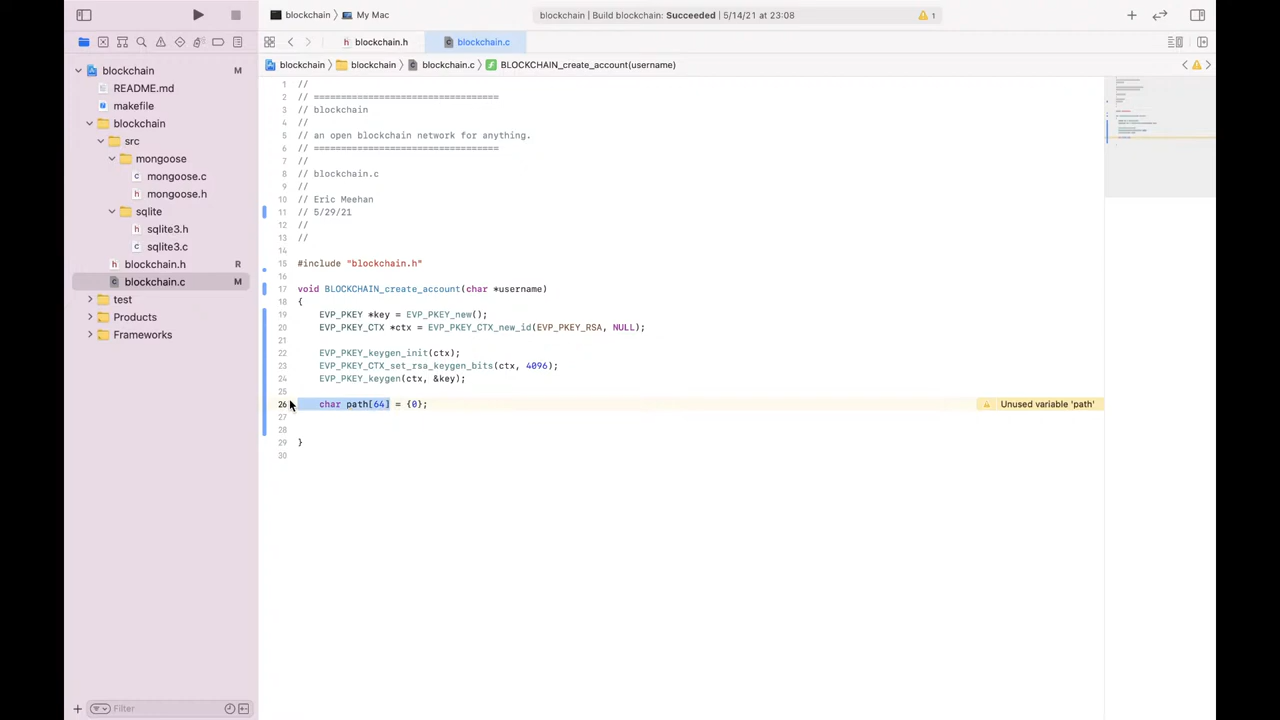 blockchain 〉 My Mac
blockchain | Build blockchain: Succeeded | 5/14/21 at 23:08
1
blockchain.h
blockchain.c
blockchain 〉 blockchain 〉 blockchain.c 〉 BLOCKCHAIN_create_account(username)
blockchain M
README.md
makefile
blockchain
src
mongoose
c mongoose.c
h mongoose.h
sqlite
h sqlite3.h
c sqlite3.c
h blockchain.h R
c blockchain.c M
test
Products
Frameworks
Filter
1 //
2 // ==================================
3 // blockchain
4 //
5 // an open blockchain network for anything.
6 // ==================================
7 //
8 // blockchain.c
9 //
10 // Eric Meehan
11 // 5/29/21
12 //
13 //
14
15 #include "blockchain.h"
16
17 void BLOCKCHAIN_create_account(char *username)
18 {
19 EVP_PKEY *key = EVP_PKEY_new();
20 EVP_PKEY_CTX *ctx = EVP_PKEY_CTX_new_id(EVP_PKEY_RSA, NULL);
21
22 EVP_PKEY_keygen_init(ctx);
23 EVP_PKEY_CTX_set_rsa_keygen_bits(ctx, 4096);
24 EVP_PKEY_keygen(ctx, &key);
25
26 char path[64] = {0}; Unused variable 'path'
27
28
29 }
30